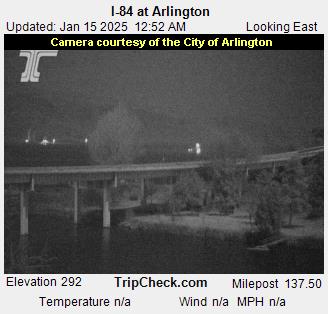 I-84 at Arlington
Updated: Jan 15 2025 12:52 AM Looking East
Camera courtesy of the City of Arlington
Elevation 292 TripCheck.com Milepost 137.50
Temperature n/a Wind n/a MPH n/a